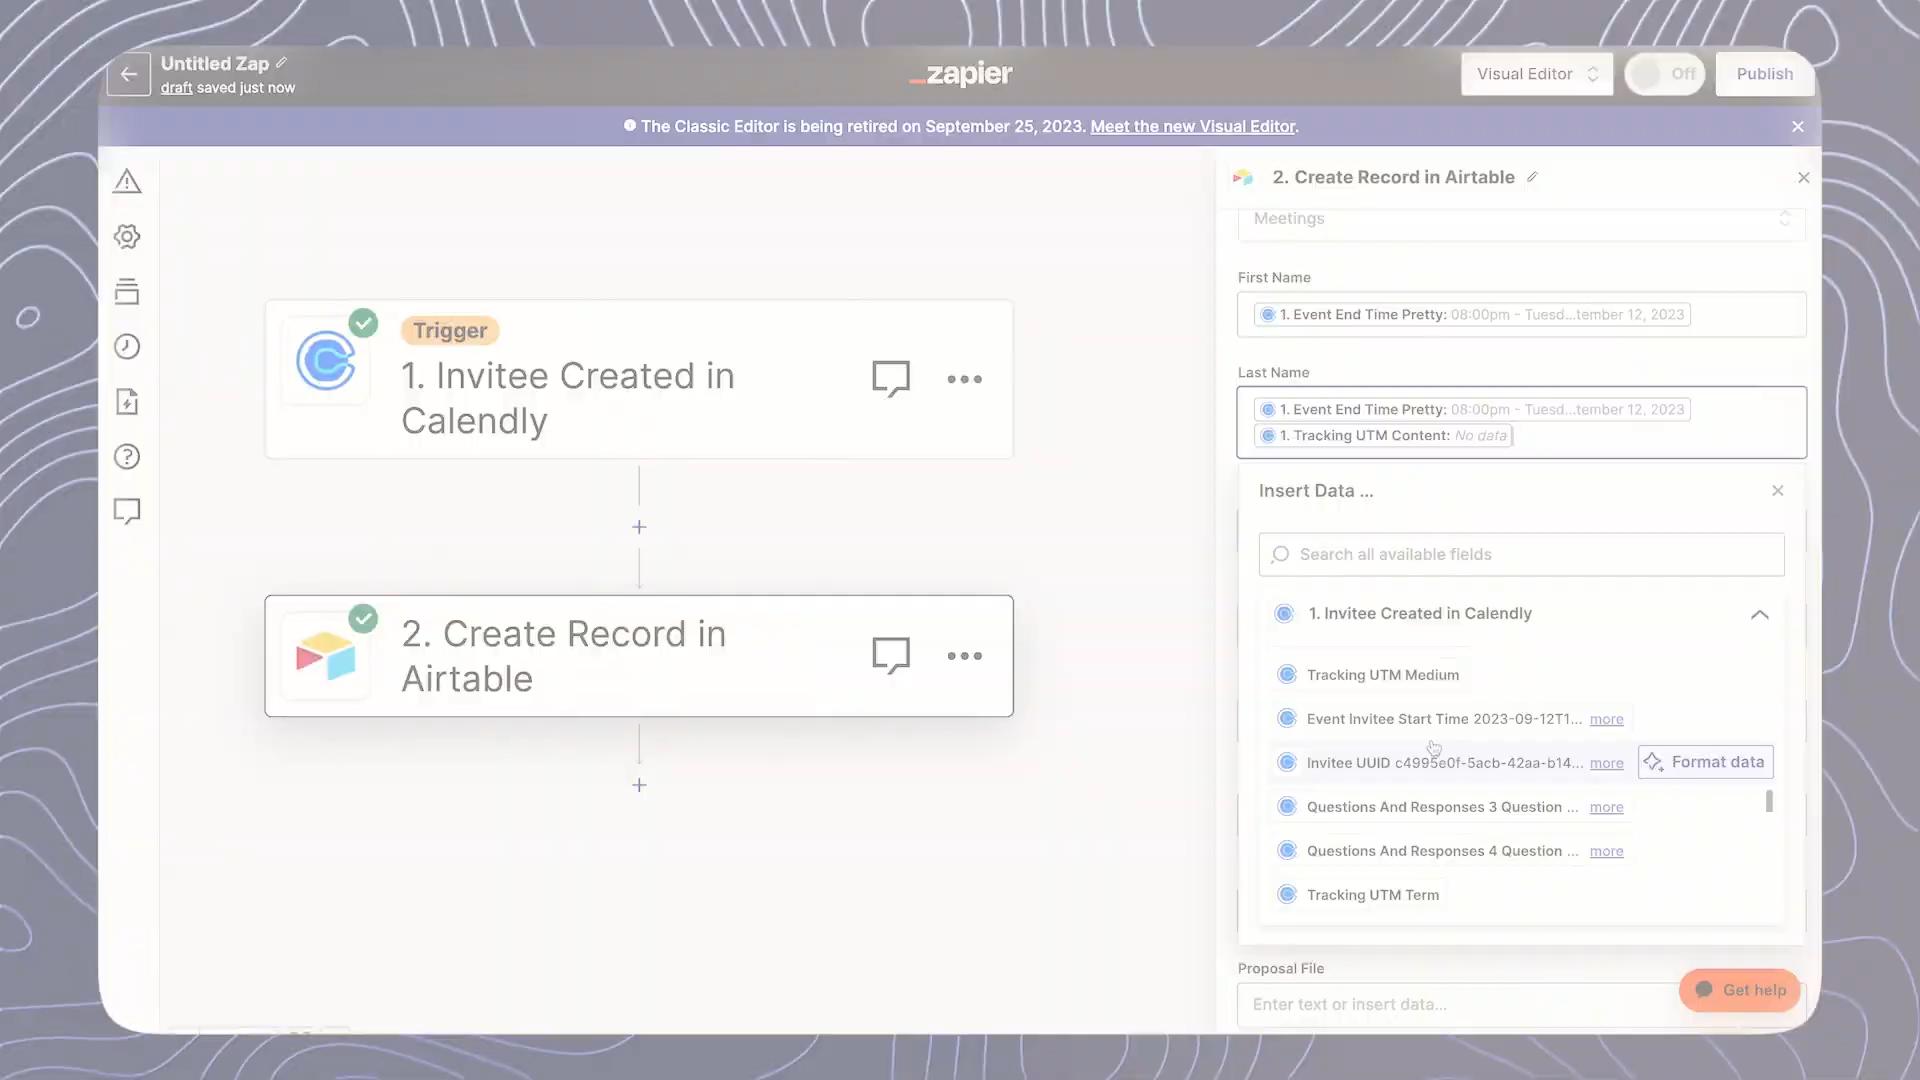 Untitled Zap
draft saved just now
zapier
Visual Editor
Off
Publish
The Classic Editor is being retired on September 25, 2023. Meet the new Visual Editor.
2. Create Record in Airtable
Meetings
First Name
1. Event End Time Pretty: 08:00pm - Tuesd...tember 12, 2023
Last Name
1. Event End Time Pretty: 08:00pm - Tuesd...tember 12, 2023
1. Tracking UTM Content: No data
Trigger
1. Invitee Created in
Calendly
2. Create Record in
Airtable
Insert Data ...
Search all available fields
1. Invitee Created in Calendly
Tracking UTM Medium
Event Invitee Start Time 2023-09-12T1... more
Invitee UUID c4995e0f-5acb-42aa-b14... more
Format data
Questions And Responses 3 Question ... more
Questions And Responses 4 Question ... more
Tracking UTM Term
Proposal File
Enter text or insert data...
Get help